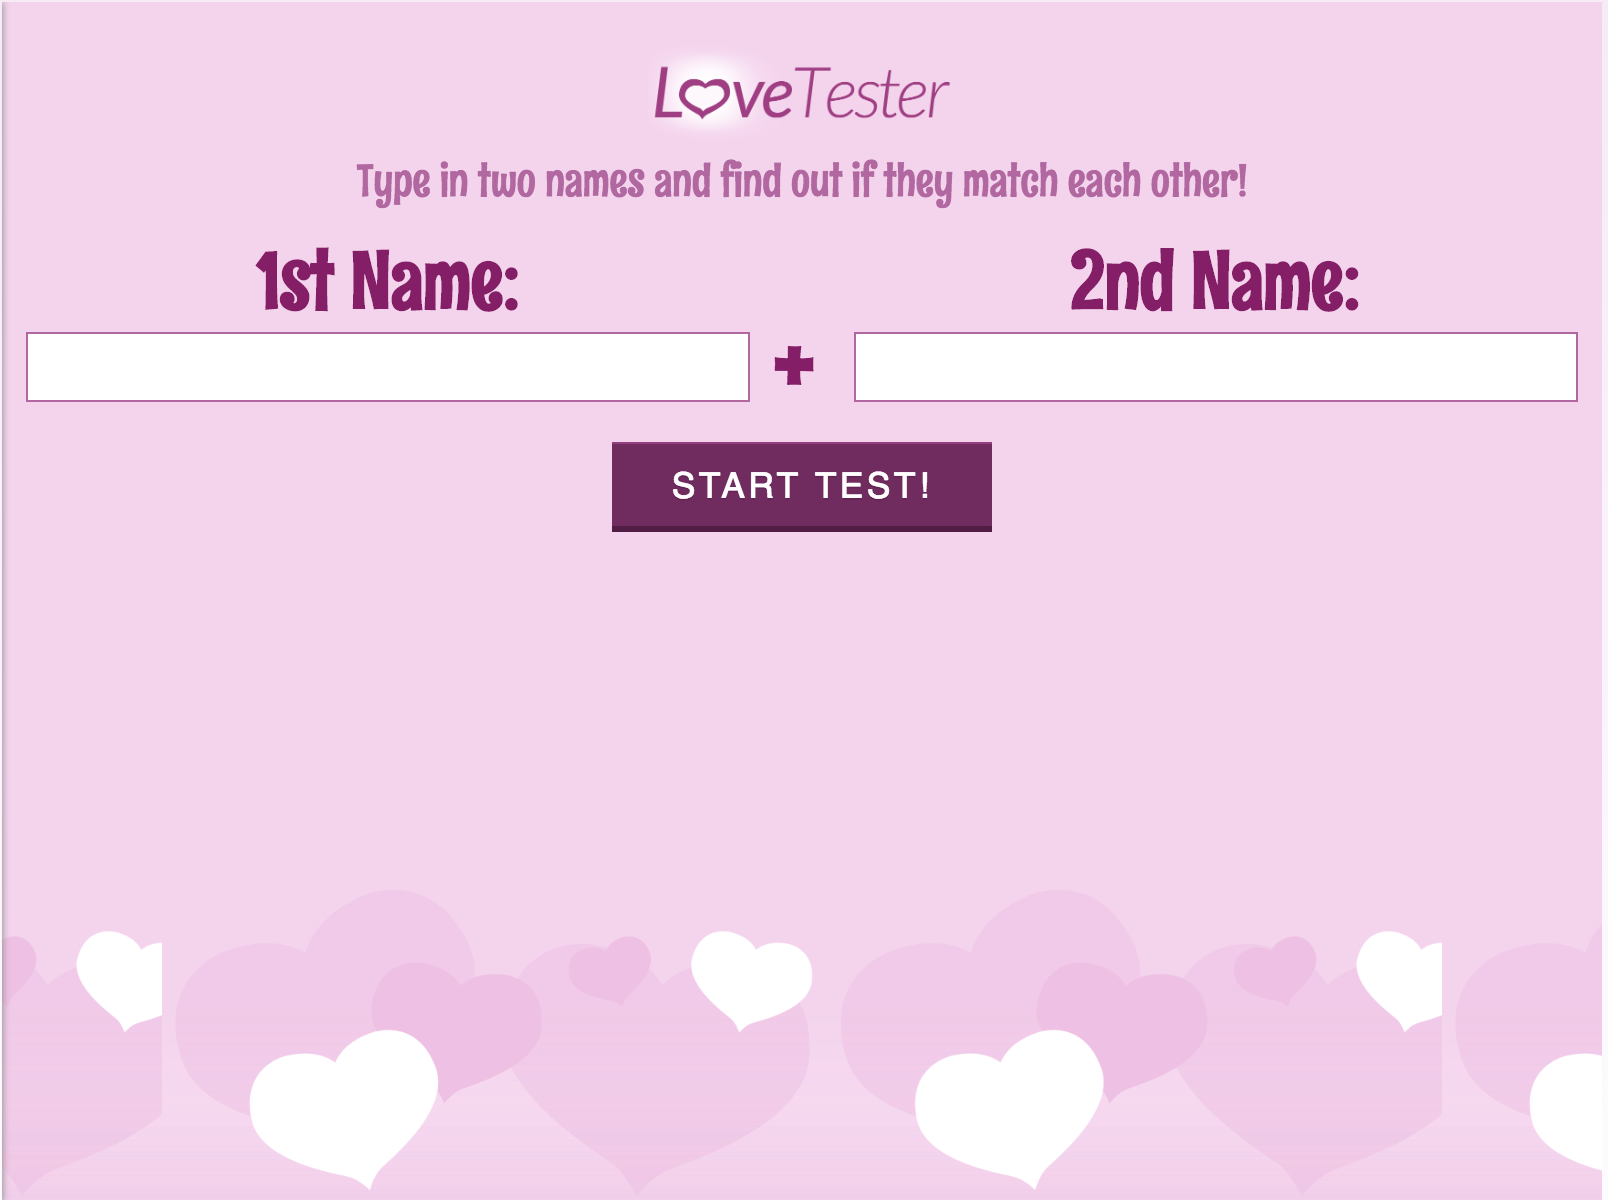 LoveTester
Type in two names and find out if they match each other!
1st Name:
2nd Name:
+
START TEST!